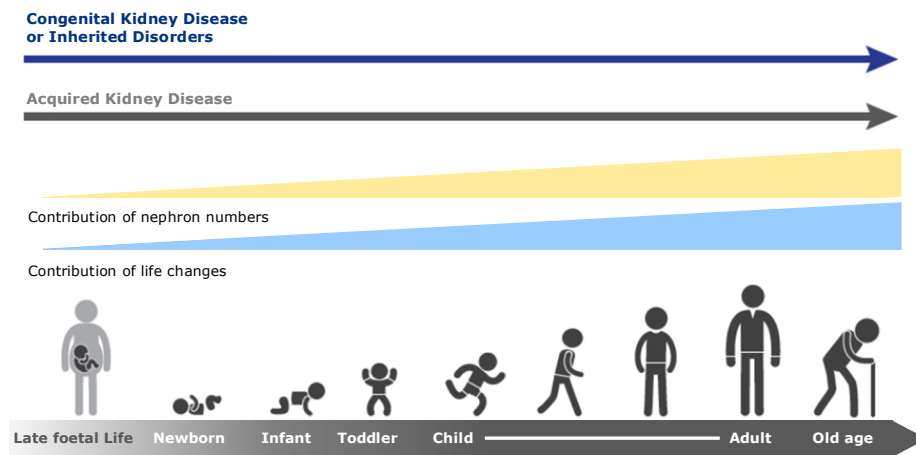 Congenital Kidney Disease
or Inherited Disorders
Acquired Kidney Disease
Contribution of nephron numbers
Contribution of life changes
Late foetal Life Newborn Infant Toddler Child Adult Old age